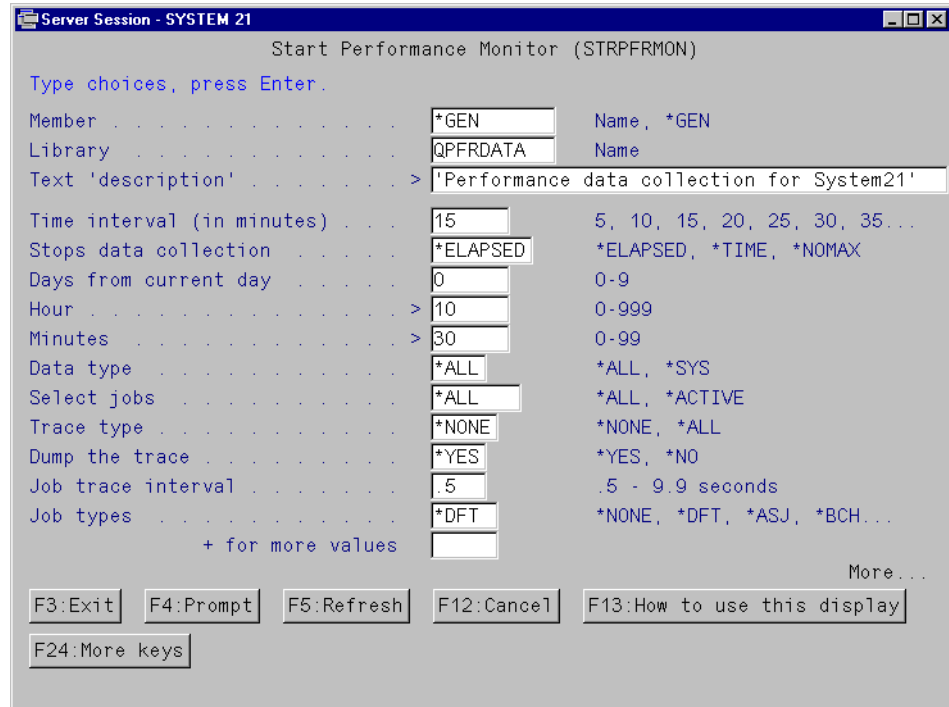 Server Session - SYSTEM 21
Start Performance Monitor (STRPFRMON)
Type choices, press Enter.
Member . . . . . . . . . . . . . *GEN Name, *GEN
Library . . . . . . . . . . . . QPFRDATA Name
Text 'description' . . . . . . . > 'Performance data collection for System21'
Time interval (in minutes) . . . 15 5, 10, 15, 20, 25, 30, 35...
Stops data collection . . . . . *ELAPSED *ELAPSED, *TIME, *NOMAX
Days from current day . . . . . 0 0-9
Hour . . . . . . . . . . . . . . > 10 0-999
Minutes . . . . . . . . . . . . > 30 0-99
Data type . . . . . . . . . . . *ALL *ALL, *SYS
Select jobs . . . . . . . . . . *ALL *ALL, *ACTIVE
Trace type . . . . . . . . . . . *NONE *NONE, *ALL
Dump the trace . . . . . . . . . *YES *YES, *NO
Job trace interval . . . . . . . .5 .5 - 9.9 seconds
Job types . . . . . . . . . . . *DFT *NONE, *DFT, *ASJ, *BCH...
+ for more values
More...
F3:Exit F4:Prompt F5:Refresh F12:Cancel F13:How to use this display
F24:More keys